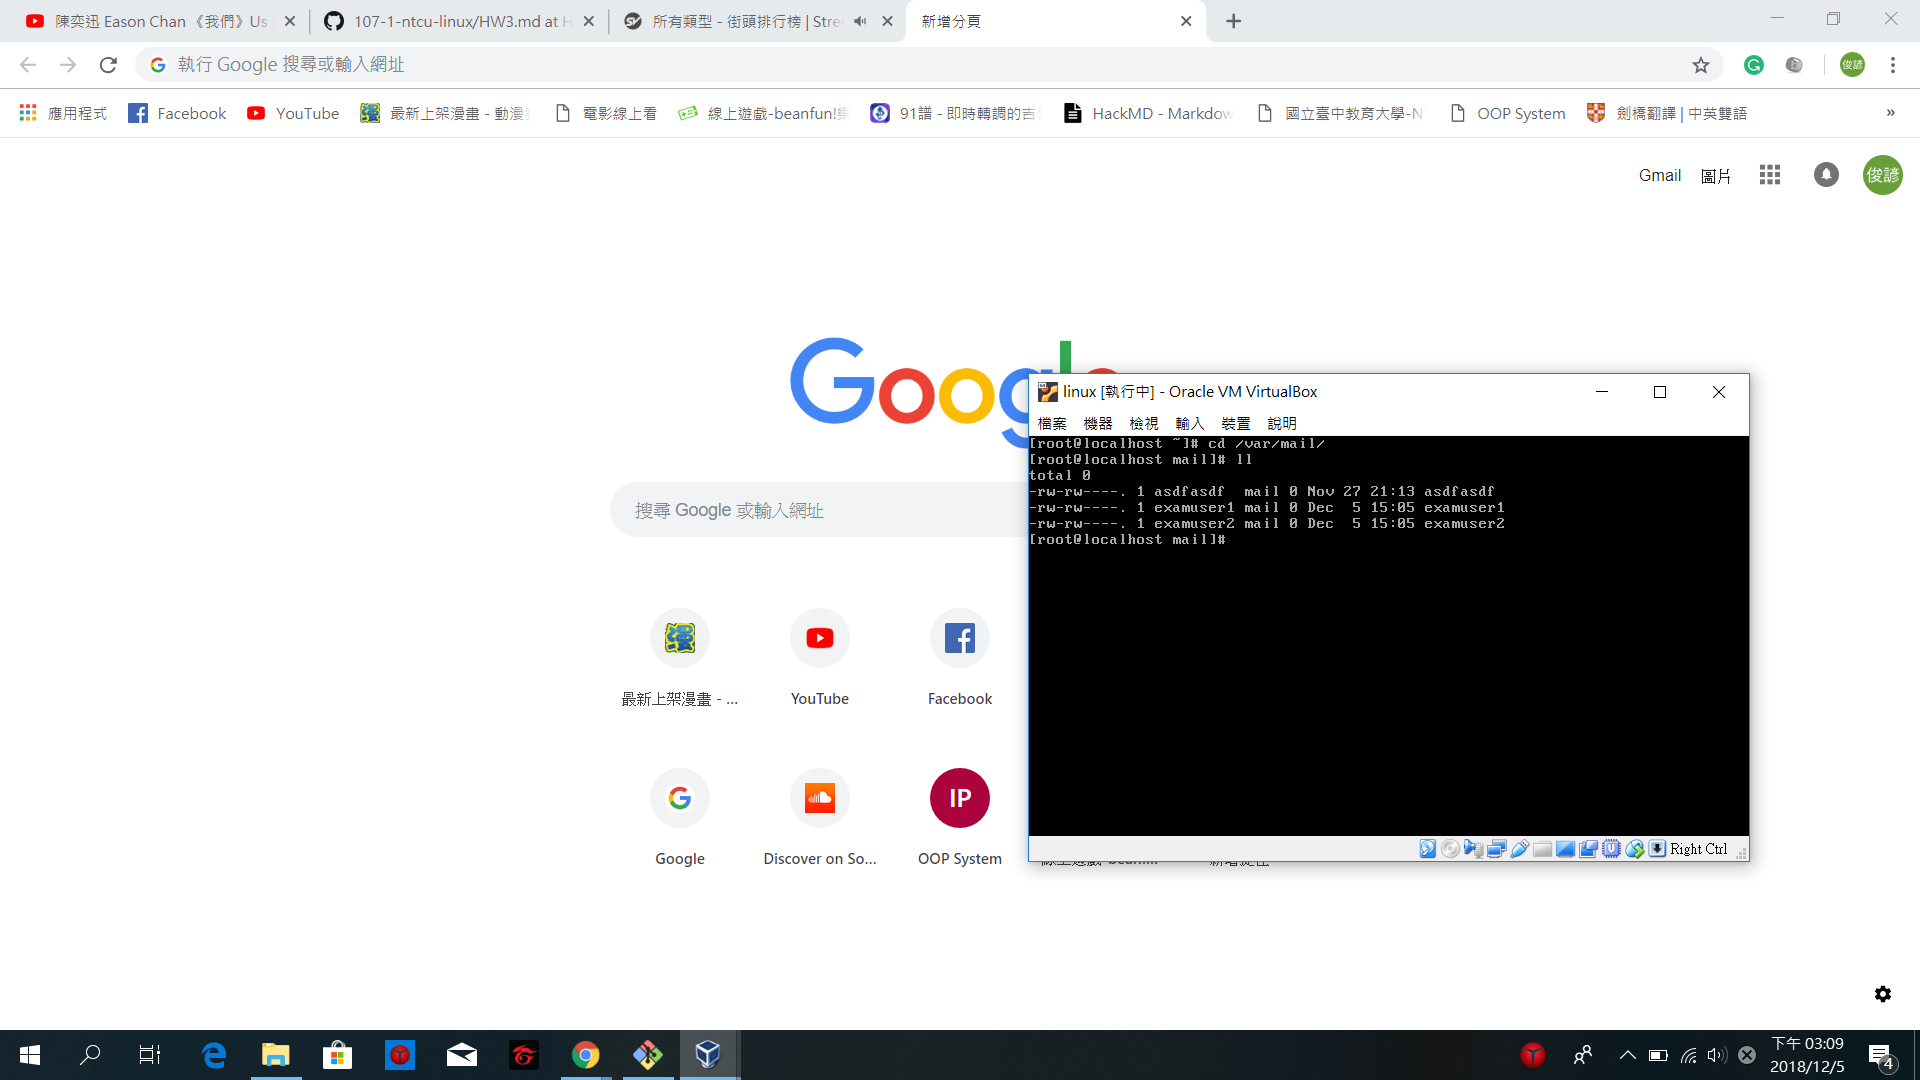 陳奕迅 Eason Chan 《我們》Us
107-1-ntcu-linux/HW3.md at H
所有類型 - 街頭排行榜 | Stre
新增分頁
執行 Google 搜尋或輸入網址
俊諺
應用程式
Facebook
YouTube
最新上架漫畫 - 動漫
電影線上看
線上遊戲-beanfun!
91譜 - 即時轉調的吉
HackMD - Markdow
國立臺中教育大學-N
OOP System
劍橋翻譯 | 中英雙語
»
Gmail
圖片
俊諺
Google
搜尋 Google 或輸入網址
最新上架漫畫 - ...
YouTube
Facebook
IP
Google
Discover on So...
OOP System
linux [執行中] - Oracle VM VirtualBox
檔案 機器 檢視 輸入 裝置 說明
[root@localhost ~]# cd /var/mail/
[root@localhost mail]# ll
total 0
-rw-rw----. 1 asdfasdf  mail 0 Nov 27 21:13 asdfasdf
-rw-rw----. 1 examuser1 mail 0 Dec  5 15:05 examuser1
-rw-rw----. 1 examuser2 mail 0 Dec  5 15:05 examuser2
[root@localhost mail]#
Right Ctrl
下午 03:09
2018/12/5
4